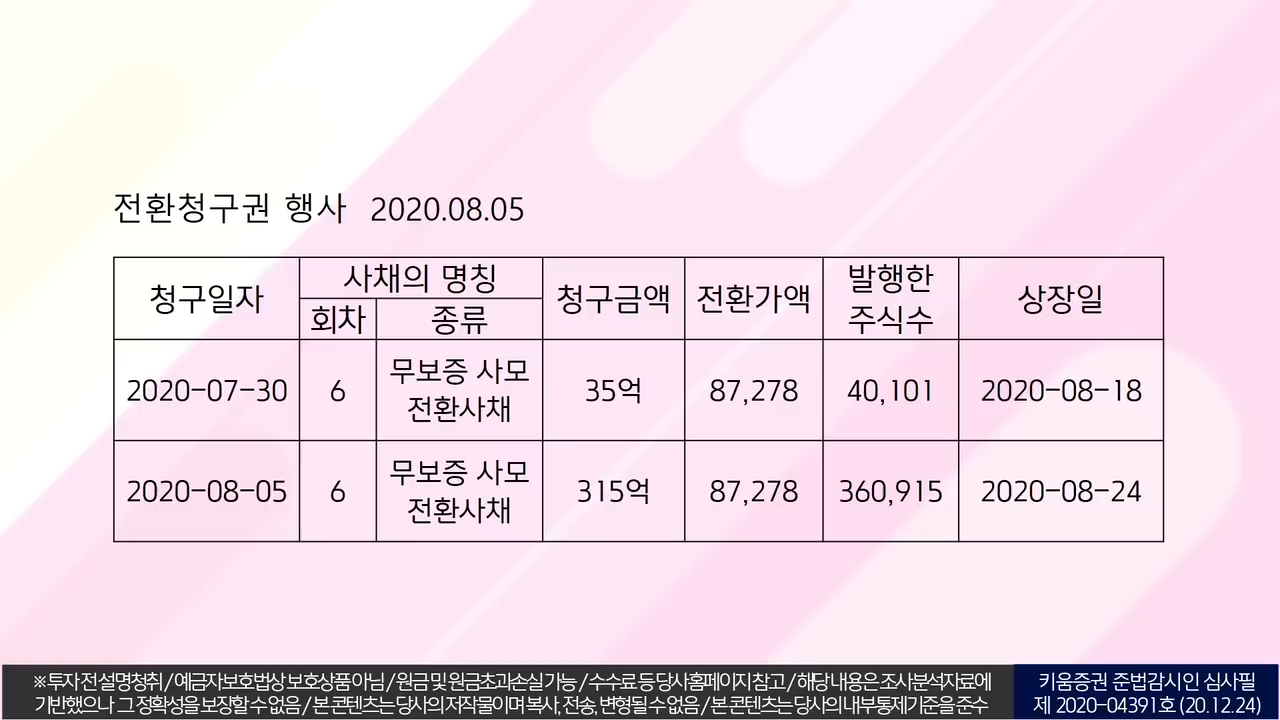 전환청구권 행사 2020.08.05
청구일자 사채의 명칭 청구금액 전환가액 발행한 주식수 상장일
회차 종류
2020-07-30 6 무보증 사모 전환사채 35억 87,278 40,101 2020-08-18
2020-08-05 6 무보증 사모 전환사채 315억 87,278 360,915 2020-08-24
※투자 전 설명청취 / 예금자보호법상 보호상품 아님 / 원금 및 원금초과손실 가능 / 수수료 등 당사홈페이지 참고 / 해당 내용은 조사분석자료에
기반했으나 그 정확성을 보장할 수 없음 / 본 콘텐츠는 당사의 저작물이며 복사, 전송, 변형될 수 없음 / 본 콘텐츠는 당사의 내부통제기준을 준수
키움증권 준법감시인 심사필
제 2020-04391호 (20.12.24)